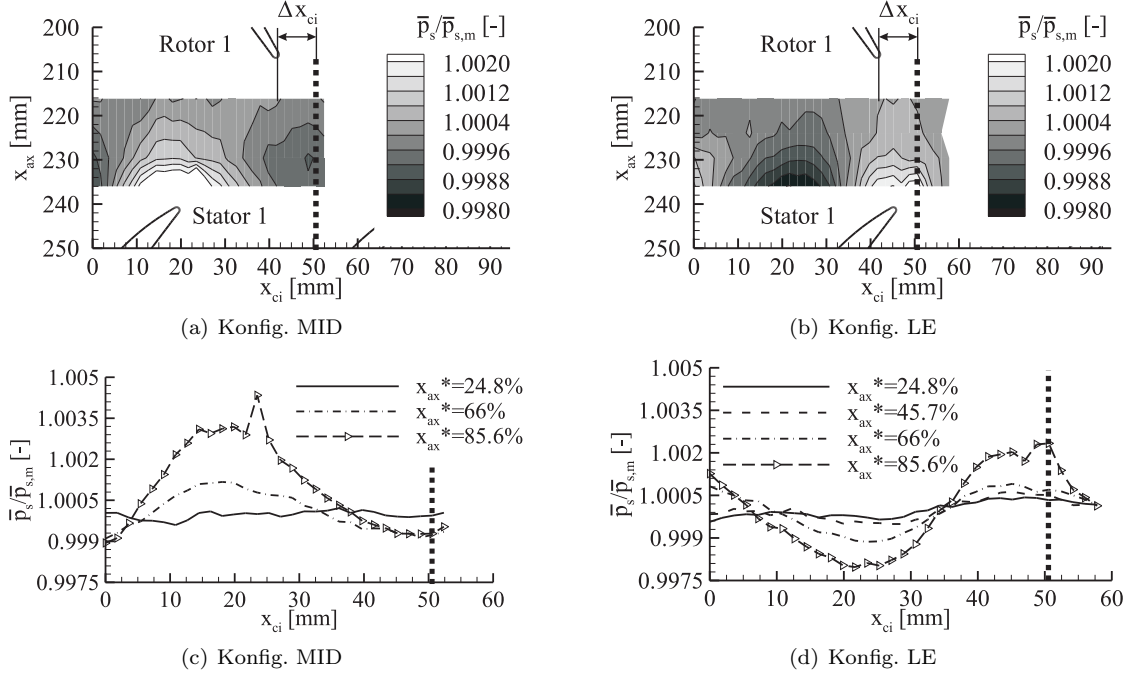 Δx_ci
p̅_s/p̅_s,m [-]
Rotor 1
Stator 1
1.0020
1.0012
1.0004
0.9996
0.9988
0.9980
200
210
220
230
240
250
x_ax [mm]
0 10 20 30 40 50 60 70 80 90
x_ci [mm]
(a) Konfig. MID
Δx_ci
p̅_s/p̅_s,m [-]
Rotor 1
Stator 1
1.0020
1.0012
1.0004
0.9996
0.9988
0.9980
200
210
220
230
240
250
x_ax [mm]
0 10 20 30 40 50 60 70 80 90
x_ci [mm]
(b) Konfig. LE
1.005
1.0035
1.002
1.0005
0.999
0.9975
p̅_s/p̅_s,m [-]
x_ax*=24.8%
x_ax*=66%
x_ax*=85.6%
0 10 20 30 40 50 60
x_ci [mm]
(c) Konfig. MID
1.005
1.0035
1.002
1.0005
0.999
0.9975
p̅_s/p̅_s,m [-]
x_ax*=24.8%
x_ax*=45.7%
x_ax*=66%
x_ax*=85.6%
0 10 20 30 40 50 60
x_ci [mm]
(d) Konfig. LE